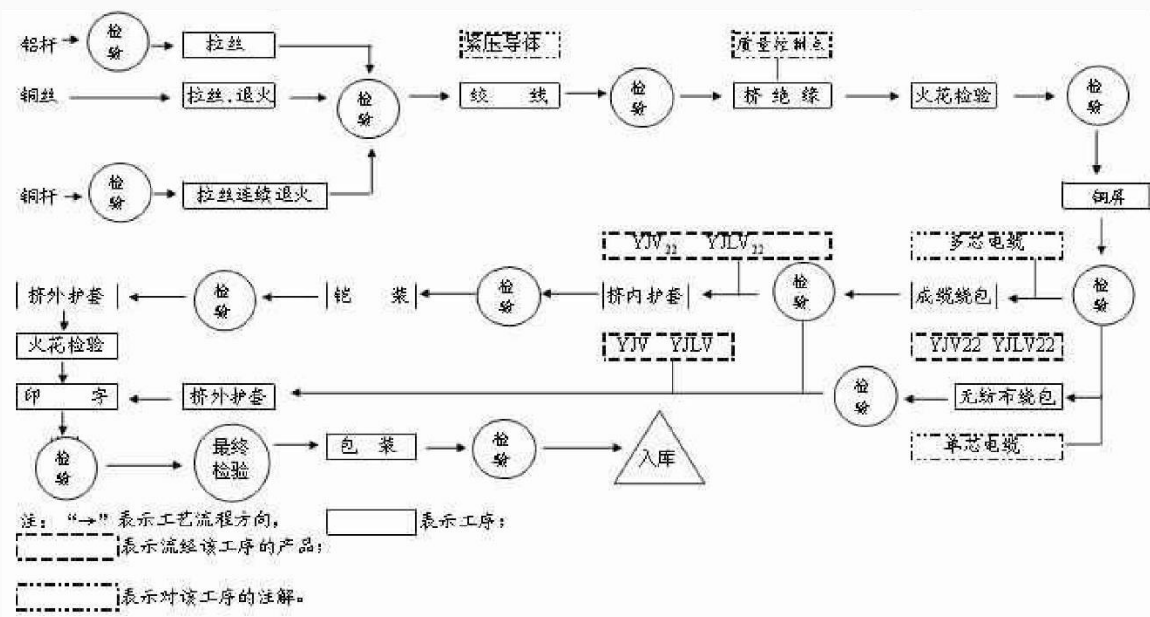 铝杆
检验
拉丝
紧压导体
质量控制点
铜丝
拉丝.退火
检验
绞 线
检验
挤绝缘
火花检验
检验
铜杆
检验
拉丝连续退火
铜屏
YJV22 YJLV22
多芯电缆
挤外护套
检验
铠 装
检验
挤内护套
检验
成缆绕包
检验
火花检验
YJV YJLV
YJV22 YJLV22
印 字
挤外护套
检验
无纺布绕包
检验
最终检验
包 装
检验
入库
单芯电缆
注：“→”表示工艺流程方向，
表示工序；
表示流经该工序的产品；
表示对该工序的注解。